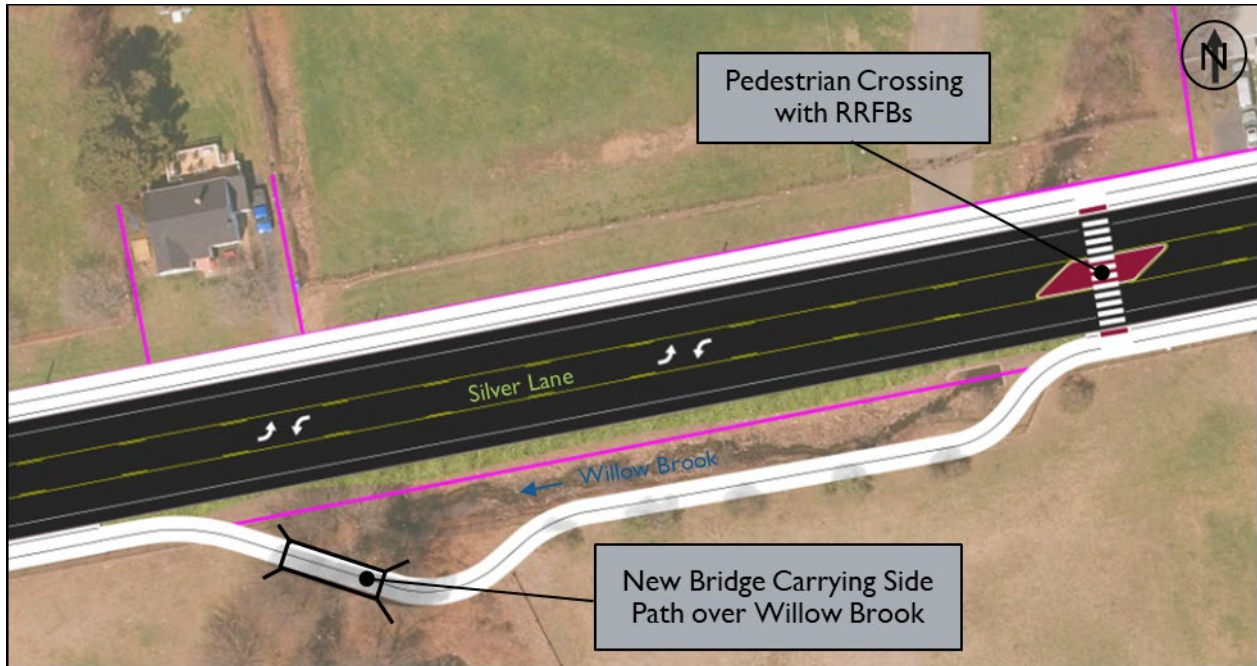 N
Pedestrian Crossing
with RRFBs
Silver Lane
Willow Brook
New Bridge Carrying Side
Path over Willow Brook